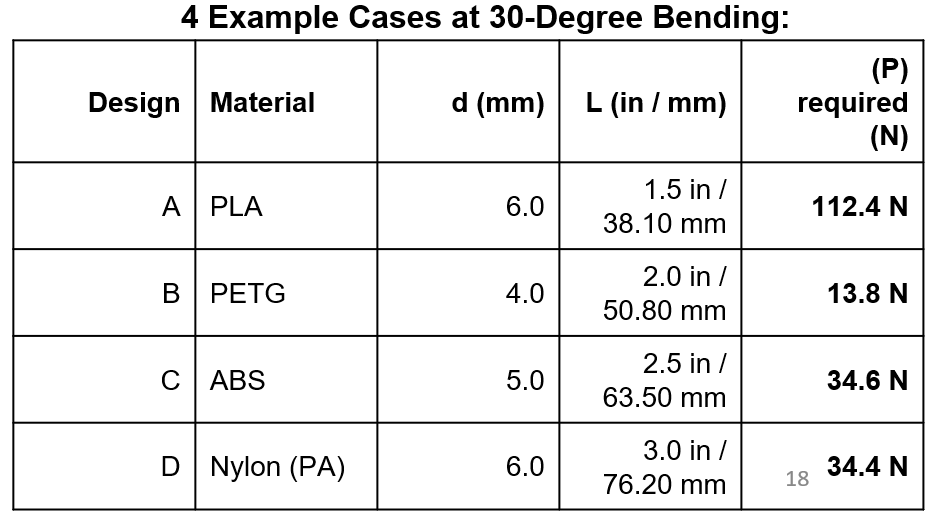 4 Example Cases at 30-Degree Bending:
Design Material d (mm) L (in / mm) (P)
required
(N)
A PLA 6.0 1.5 in /
38.10 mm 112.4 N
B PETG 4.0 2.0 in /
50.80 mm 13.8 N
C ABS 5.0 2.5 in /
63.50 mm 34.6 N
D Nylon (PA) 6.0 3.0 in /
76.20 mm 34.4 N
18